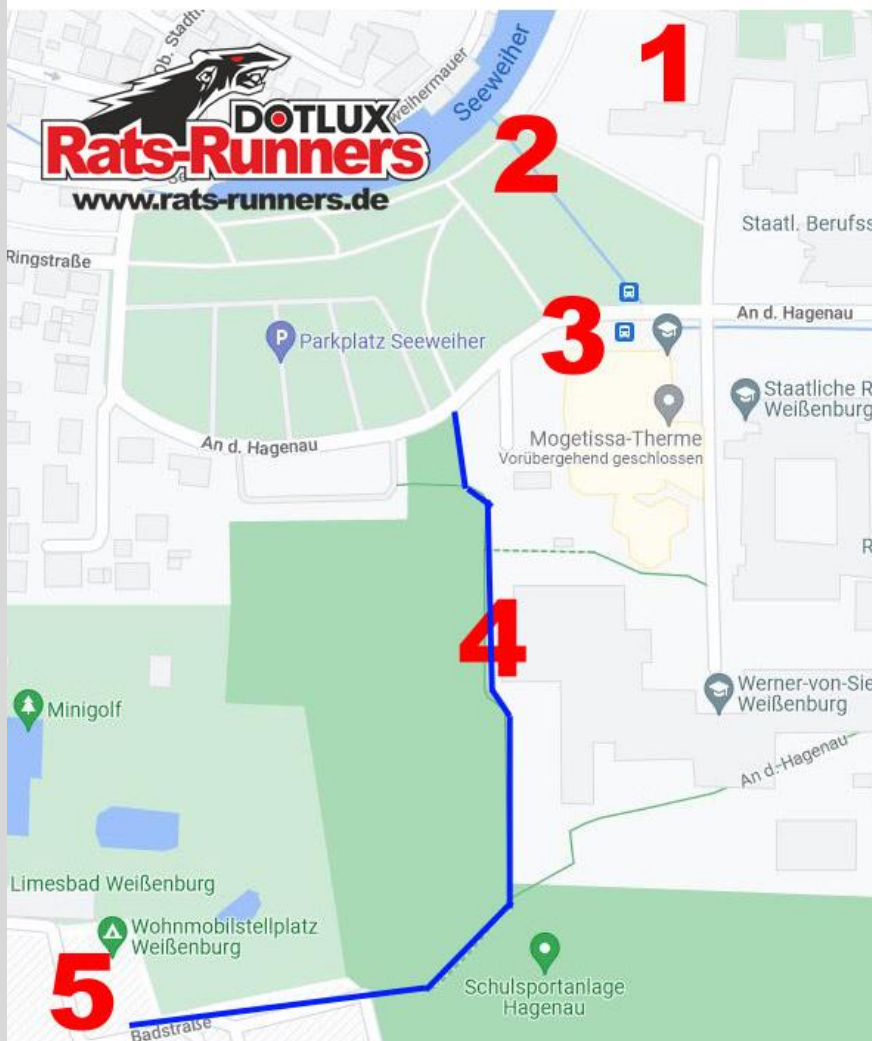 1
ob. Stadtm
DOTLUX
Rats-Runners
www.rats-runners.de
weihermauer
Seeweiher
2
Staatl. Berufss
Ringstraße
An d. Hagenau
3
Parkplatz Seeweiher
Staatliche R
Weißenburg
Mogetissa-Therme
Vorübergehend geschlossen
An d. Hagenau
R
4
Minigolf
Werner-von-Sie
Weißenburg
An d. Hagenau
Limesbad Weißenburg
Wohnmobilstellplatz
Weißenburg
5
Schulsportanlage
Hagenau
Badstraße